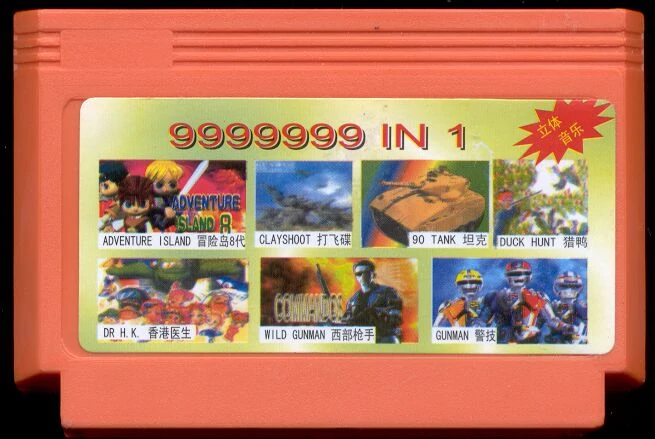 9999999 IN 1
立体
音乐
ADVENTURE
ISLAND 8
ADVENTURE ISLAND 冒险岛8代
CLAYSHOOT 打飞碟
90 TANK 坦克
DUCK HUNT 猎鸭
DR H.K. 香港医生
COMMANDOS
WILD GUNMAN 西部枪手
GUNMAN 警技